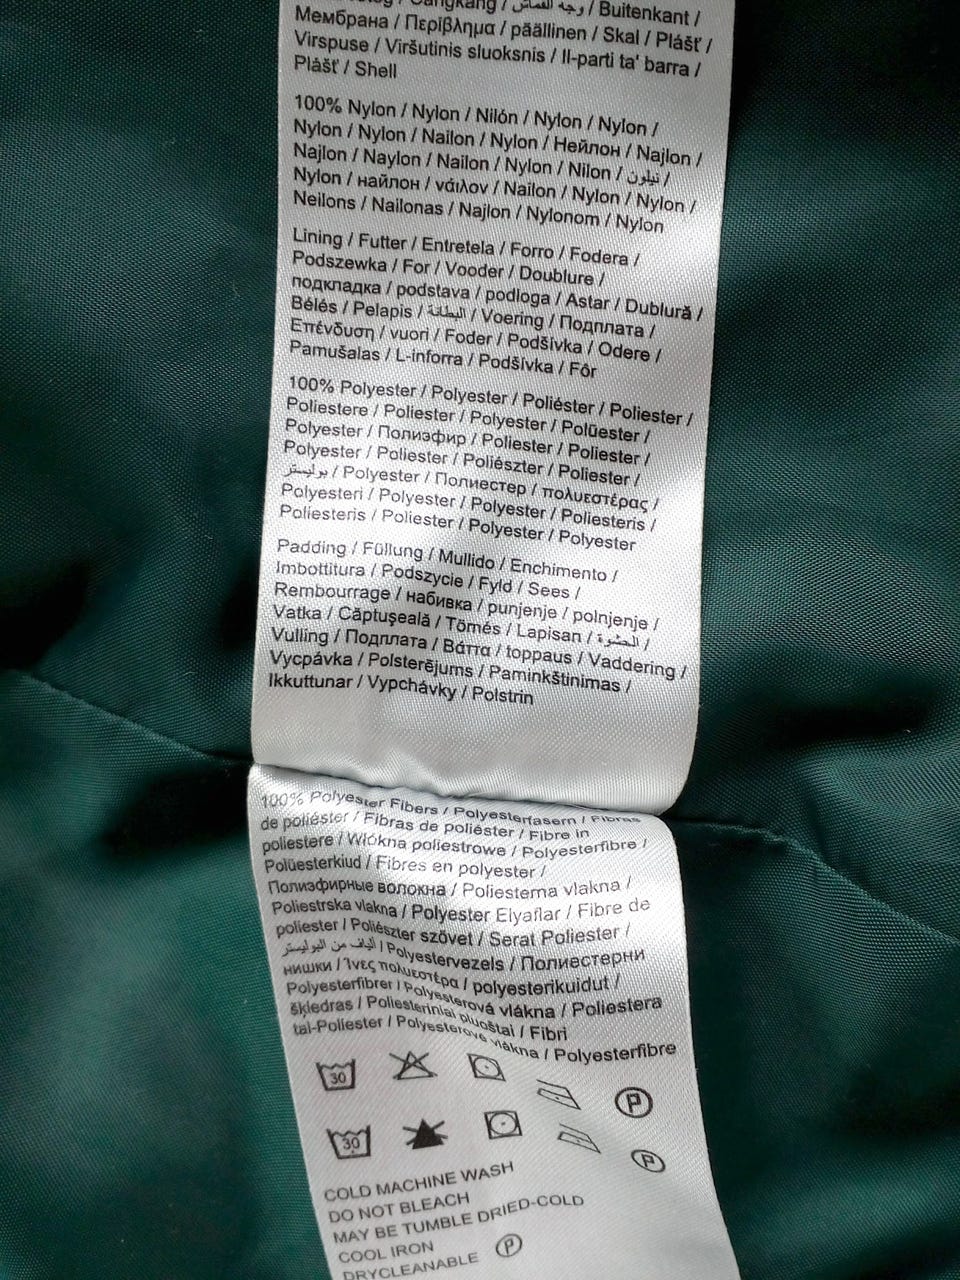 Buitenkant /
Мембрана / Περίβλημα / päällinen / Skal / Plášť /
Virspuse / Viršutinis sluoksnis / Il-parti ta' barra /
Plášť / Shell
100% Nylon / Nylon / Nilón / Nylon / Nylon /
Nylon / Nylon / Nailon / Nylon / Нейлон / Najlon /
Najlon / Naylon / Nailon / Nylon / Nilon / نيلون /
Nylon / найлон / νάιλον / Nailon / Nylon / Nylon /
Neilons / Nailonas / Najlon / Nylonom / Nylon
Lining / Futter / Entretela / Forro / Fodera /
Podszewka / For / Vooder / Doublure /
подкладка / podstava / podloga / Astar / Dublură /
Bélés / Pelapis / البطانة / Voering / Подплата /
Επένδυση / vuori / Foder / Podšívka / Odere /
Pamušalas / L-inforra / Podšívka / Fôr
100% Polyester / Polyester / Poliéster / Poliester /
Poliestere / Poliester / Polyester / Polüester /
Polyester / Полиэфир / Poliester / Poliester /
Polyester / Poliester / Poliészter / Poliester /
بوليستر / Polyester / Полиестер / πολυεστέρας /
Polyesteri / Polyester / Polyester / Poliesteris /
Poliesteris / Poliester / Polyester / Polyester
Padding / Füllung / Mullido / Enchimento /
Imbottitura / Podszycie / Fyld / Sees /
Rembourrage / набивка / punjenje / polnjenje /
Vatka / Căptuşeală / Tömés / Lapisan / الحشوة /
Vulling / Подплата / Βάττα / toppaus / Vaddering /
Vycpávka / Polsterējums / Paminkštinimas /
Ikkuttunar / Vypchávky / Polstrin
100% Polyester Fibers / Polyesterfasern / Fibras
de poliéster / Fibras de poliéster / Fibre in
poliestere / Włókna poliestrowe / Polyesterfibre /
Polüesterkiud / Fibres en polyester /
Полиэфирные волокна / Poliesterna vlakna /
Poliestrska vlakna / Polyester Elyaflar / Fibre de
poliester / Poliészter szövet / Serat Poliester /
ألياف من البوليستر / Polyestervezels / Полиестерни
нишки / Ίνες πολυεστέρα / polyesterikuidut /
Polyesterfibrer / Polyesterová vlákna / Poliestera
šķiedras / Poliesteriniai pluoštai / Fibri
tal-Poliester / Polyesterové vlákna / Polyesterfibre
30 P
30 P
COLD MACHINE WASH
DO NOT BLEACH
MAY BE TUMBLE DRIED-COLD
COOL IRON
DRYCLEANABLE P